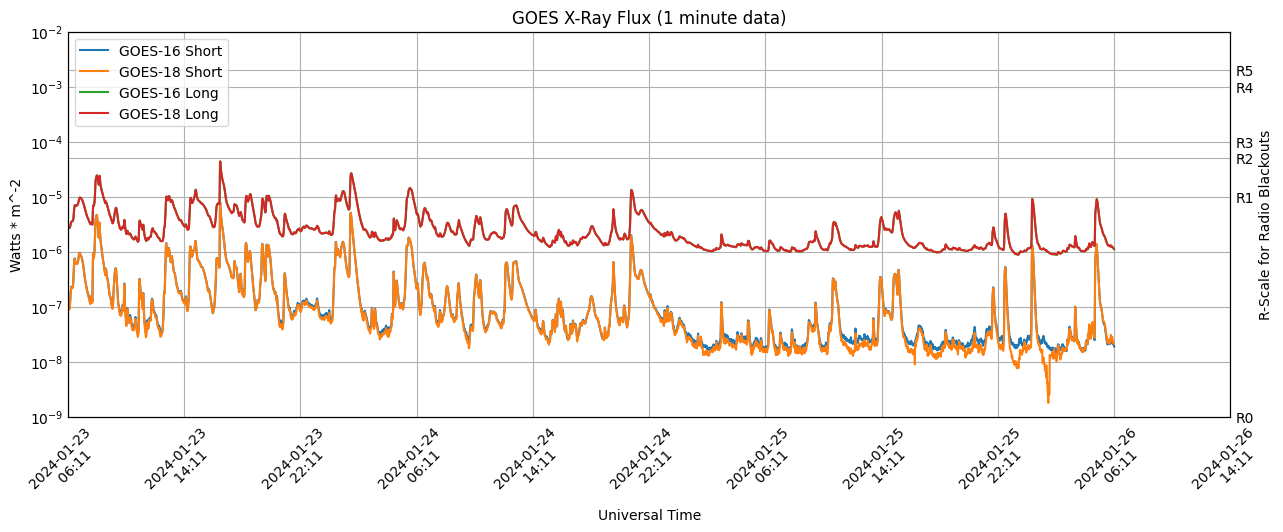 GOES X-Ray Flux (1 minute data)
GOES-16 Short
GOES-18 Short
GOES-16 Long
GOES-18 Long
Watts * m^-2
10^-2
10^-3
10^-4
10^-5
10^-6
10^-7
10^-8
10^-9
R5
R4
R3
R2
R1
R0
R-Scale for Radio Blackouts
2024-01-23
06:11
2024-01-23
14:11
2024-01-23
22:11
2024-01-24
06:11
2024-01-24
14:11
2024-01-24
22:11
2024-01-25
06:11
2024-01-25
14:11
2024-01-25
22:11
2024-01-26
06:11
2024-01-26
14:11
Universal Time